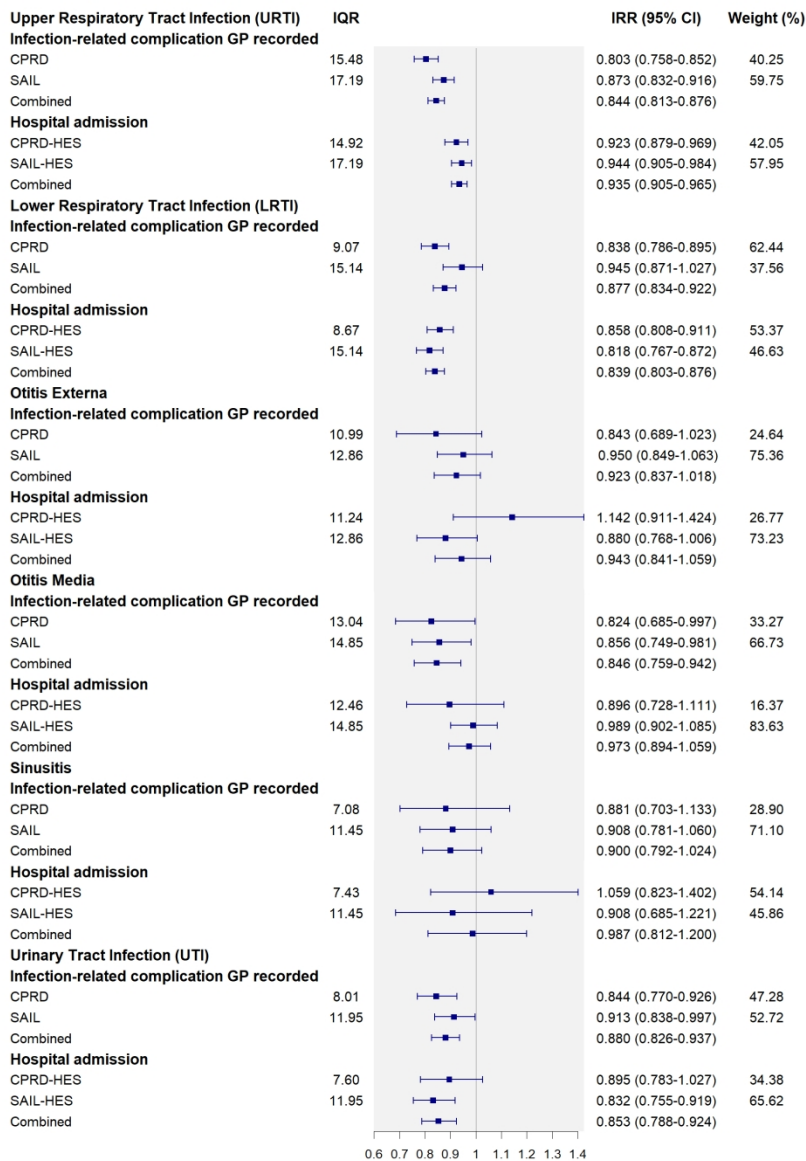 Upper Respiratory Tract Infection (URTI) IQR IRR (95% CI) Weight (%)
Infection-related complication GP recorded
CPRD 15.48 0.803 (0.758-0.852) 40.25
SAIL 17.19 0.873 (0.832-0.916) 59.75
Combined 0.844 (0.813-0.876)
Hospital admission
CPRD-HES 14.92 0.923 (0.879-0.969) 42.05
SAIL-HES 17.19 0.944 (0.905-0.984) 57.95
Combined 0.935 (0.905-0.965)
Lower Respiratory Tract Infection (LRTI)
Infection-related complication GP recorded
CPRD 9.07 0.838 (0.786-0.895) 62.44
SAIL 15.14 0.945 (0.871-1.027) 37.56
Combined 0.877 (0.834-0.922)
Hospital admission
CPRD-HES 8.67 0.858 (0.808-0.911) 53.37
SAIL-HES 15.14 0.818 (0.767-0.872) 46.63
Combined 0.839 (0.803-0.876)
Otitis Externa
Infection-related complication GP recorded
CPRD 10.99 0.843 (0.689-1.023) 24.64
SAIL 12.86 0.950 (0.849-1.063) 75.36
Combined 0.923 (0.837-1.018)
Hospital admission
CPRD-HES 11.24 1.142 (0.911-1.424) 26.77
SAIL-HES 12.86 0.880 (0.768-1.006) 73.23
Combined 0.943 (0.841-1.059)
Otitis Media
Infection-related complication GP recorded
CPRD 13.04 0.824 (0.685-0.997) 33.27
SAIL 14.85 0.856 (0.749-0.981) 66.73
Combined 0.846 (0.759-0.942)
Hospital admission
CPRD-HES 12.46 0.896 (0.728-1.111) 16.37
SAIL-HES 14.85 0.989 (0.902-1.085) 83.63
Combined 0.973 (0.894-1.059)
Sinusitis
Infection-related complication GP recorded
CPRD 7.08 0.881 (0.703-1.133) 28.90
SAIL 11.45 0.908 (0.781-1.060) 71.10
Combined 0.900 (0.792-1.024)
Hospital admission
CPRD-HES 7.43 1.059 (0.823-1.402) 54.14
SAIL-HES 11.45 0.908 (0.685-1.221) 45.86
Combined 0.987 (0.812-1.200)
Urinary Tract Infection (UTI)
Infection-related complication GP recorded
CPRD 8.01 0.844 (0.770-0.926) 47.28
SAIL 11.95 0.913 (0.838-0.997) 52.72
Combined 0.880 (0.826-0.937)
Hospital admission
CPRD-HES 7.60 0.895 (0.783-1.027) 34.38
SAIL-HES 11.95 0.832 (0.755-0.919) 65.62
Combined 0.853 (0.788-0.924)
0.6 0.7 0.8 0.9 1 1.1 1.2 1.3 1.4